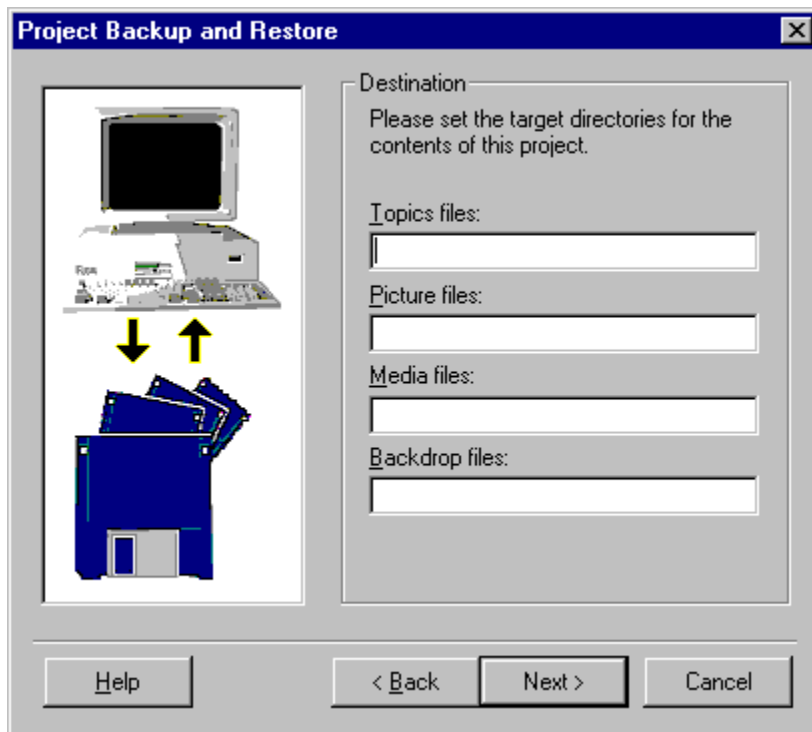 Project Backup and Restore
Destination
Please set the target directories for the
contents of this project.
Topics files:
Picture files:
Media files:
Backdrop files:
Help
< Back
Next >
Cancel